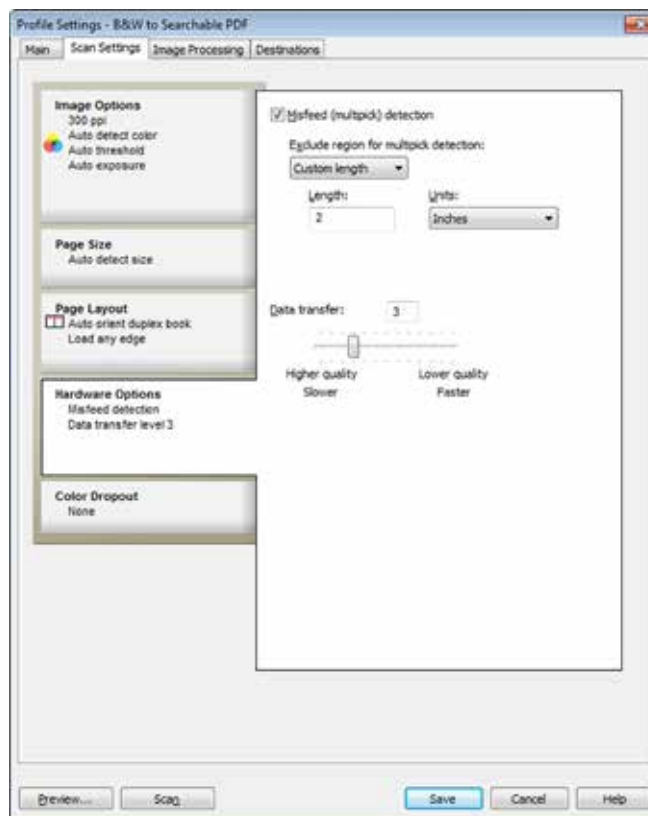 Profile Settings - B&W to Searchable PDF
Main Scan Settings Image Processing Destinations
Image Options
300 ppi
Auto detect color
Auto threshold
Auto exposure
Page Size
Auto detect size
Page Layout
Auto orient duplex book
Load any edge
Hardware Options
Misfeed detection
Data transfer level 3
Color Dropout
None
Misfeed (multipick) detection
Exclude region for multipick detection:
Custom length
Length: Units:
2 Inches
Data transfer: 3
Higher quality Lower quality
Slower Faster
Preview... Scan Save Cancel Help